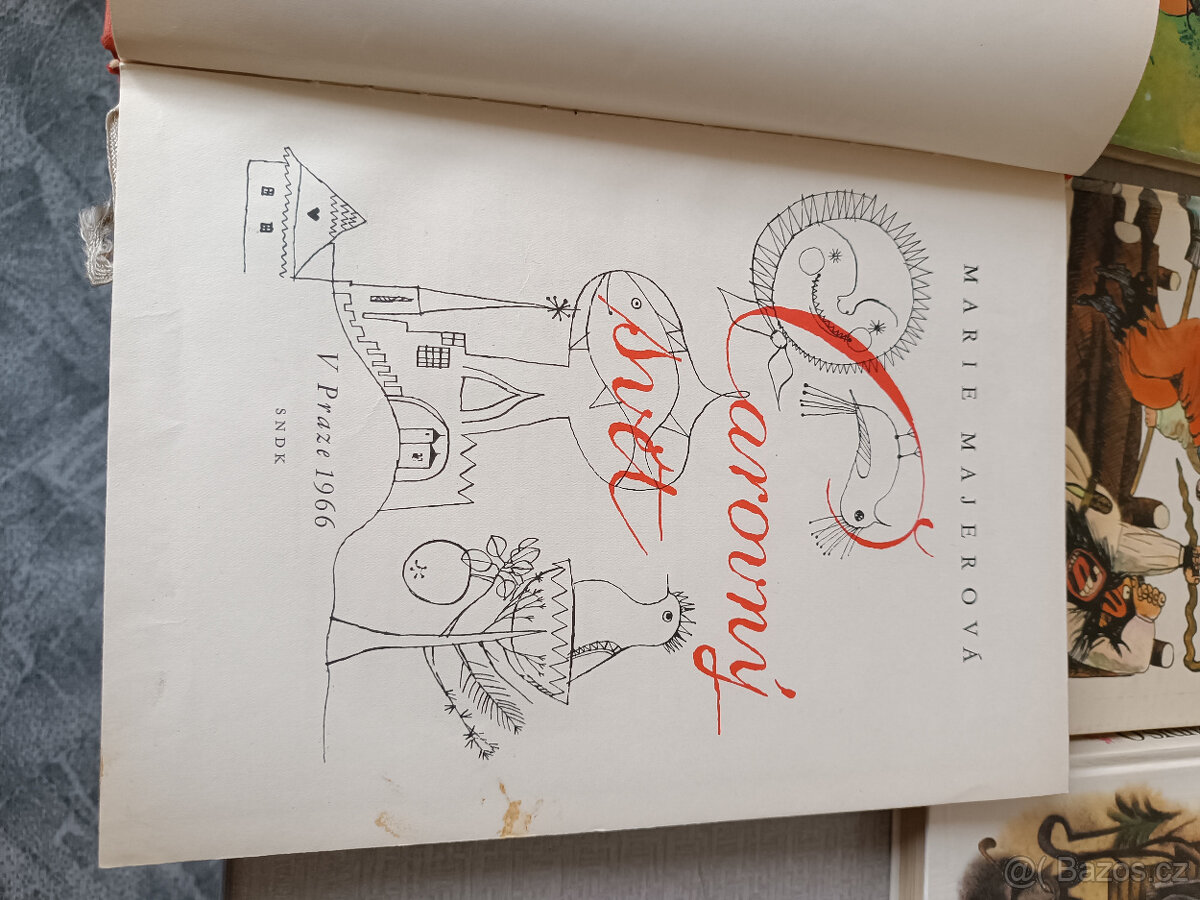 MARIE MAJEROVÁ
Čarovný
svět
V Praze 1966
SNDK
@( Bazos.cz